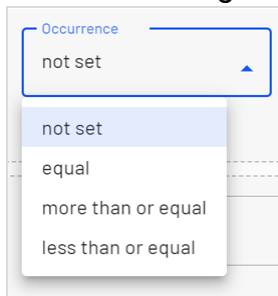 Occurrence
not set
not set
equal
more than or equal
less than or equal